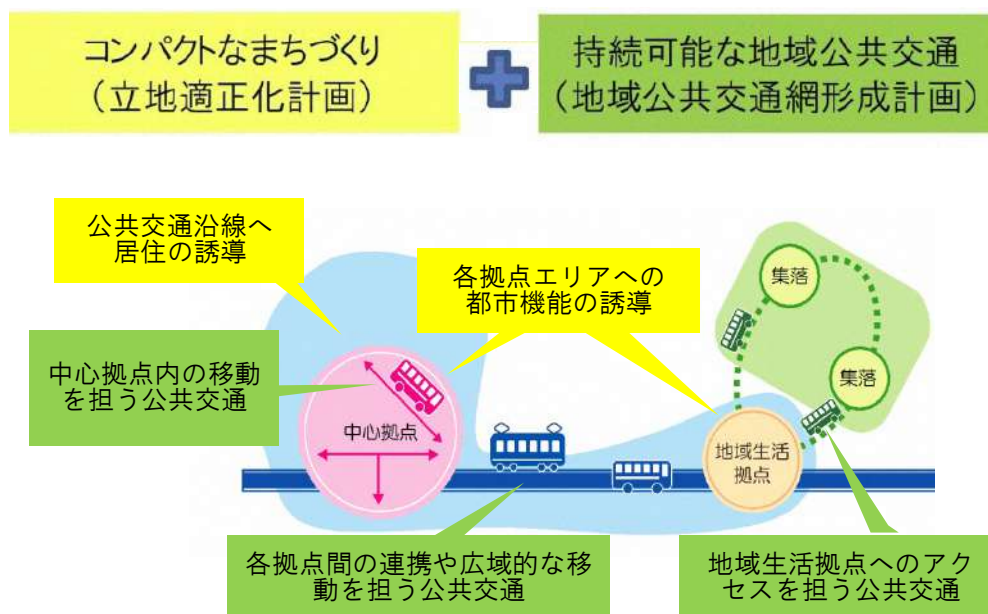 コンパクトなまちづくり
（立地適正化計画）
持続可能な地域公共交通
（地域公共交通網形成計画）
公共交通沿線へ
居住の誘導
各拠点エリアへの
都市機能の誘導
集落
集落
中心拠点内の移動
を担う公共交通
中心拠点
地域生活
拠点
各拠点間の連携や広域的な移
動を担う公共交通
地域生活拠点へのアク
セスを担う公共交通